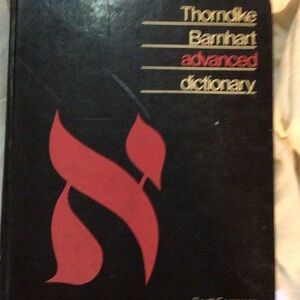 Thorndike
Barnhart
advanced
dictionary
א